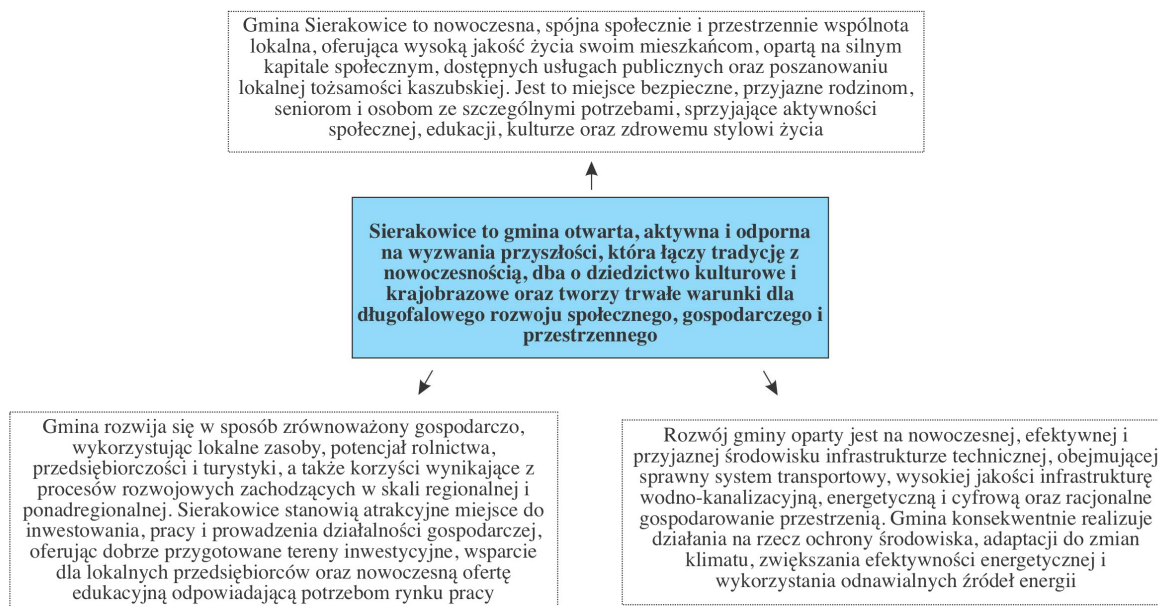 Gmina Sierakowice to nowoczesna, spójna społecznie i przestrzennie wspólnota
lokalna, oferująca wysoką jakość życia swoim mieszkańcom, opartą na silnym
kapitale społecznym, dostępnych usługach publicznych oraz poszanowaniu
lokalnej tożsamości kaszubskiej. Jest to miejsce bezpieczne, przyjazne rodzinom,
seniorom i osobom ze szczególnymi potrzebami, sprzyjające aktywności
społecznej, edukacji, kulturze oraz zdrowemu stylowi życia
Sierakowice to gmina otwarta, aktywna i odporna
na wyzwania przyszłości, która łączy tradycję z
nowoczesnością, dba o dziedzictwo kulturowe i
krajobrazowe oraz tworzy trwałe warunki dla
długofalowego rozwoju społecznego, gospodarczego i
przestrzennego
Gmina rozwija się w sposób zrównoważony gospodarczo,
wykorzystując lokalne zasoby, potencjał rolnictwa,
przedsiębiorczości i turystyki, a także korzyści wynikające z
procesów rozwojowych zachodzących w skali regionalnej i
ponadregionalnej. Sierakowice stanowią atrakcyjne miejsce do
inwestowania, pracy i prowadzenia działalności gospodarczej,
oferując dobrze przygotowane tereny inwestycyjne, wsparcie
dla lokalnych przedsiębiorców oraz nowoczesną ofertę
edukacyjną odpowiadającą potrzebom rynku pracy
Rozwój gminy oparty jest na nowoczesnej, efektywnej i
przyjaznej środowisku infrastrukturze technicznej, obejmującej
sprawny system transportowy, wysokiej jakości infrastrukturę
wodno-kanalizacyjną, energetyczną i cyfrową oraz racjonalne
gospodarowanie przestrzenią. Gmina konsekwentnie realizuje
działania na rzecz ochrony środowiska, adaptacji do zmian
klimatu, zwiększania efektywności energetycznej i
wykorzystania odnawialnych źródeł energii